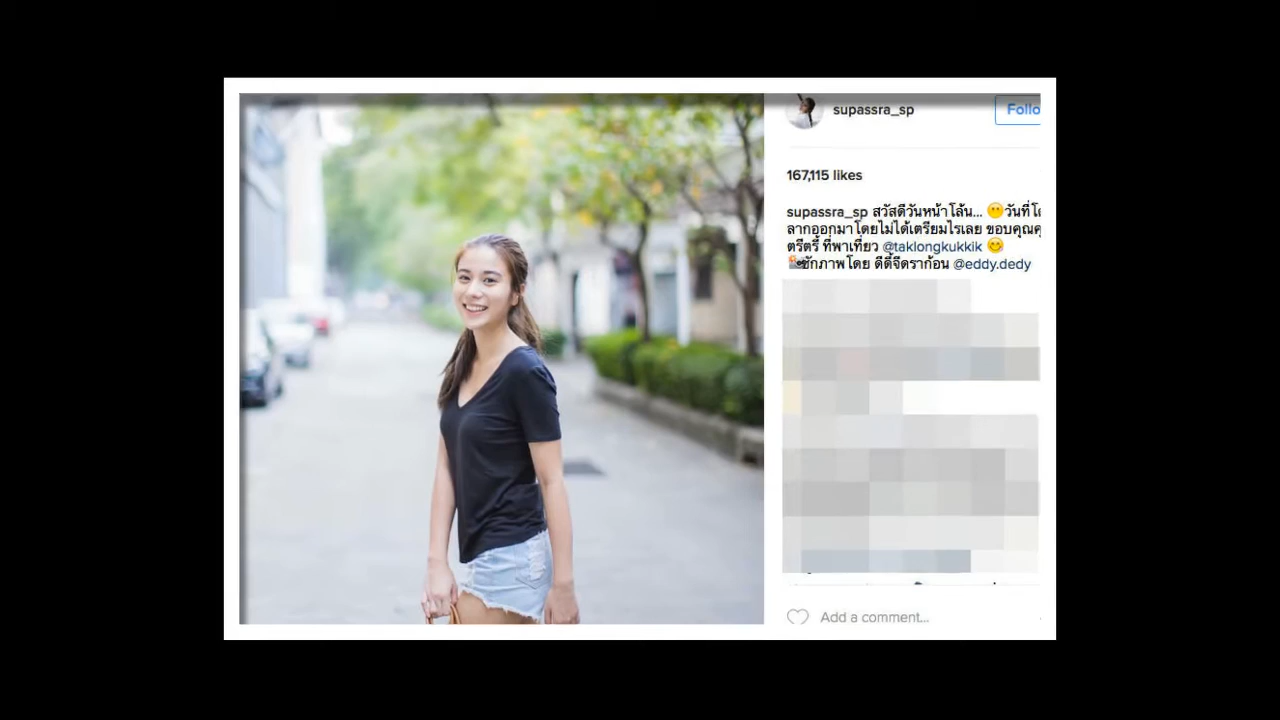 supassra_sp
Follo
167,115 likes
supassra_sp สวัสดีวันหน้าโล้น... 😬วันที่โด
ลากออกมาโดยไม่ได้เตรียมไรเลย ขอบคุณคุ
ตรีตรี้ ที่พาเที่ยว @taklongkukkik 😋
ชักภาพโดย ดีดี้จีดราก้อน @eddy.dedy
Add a comment...